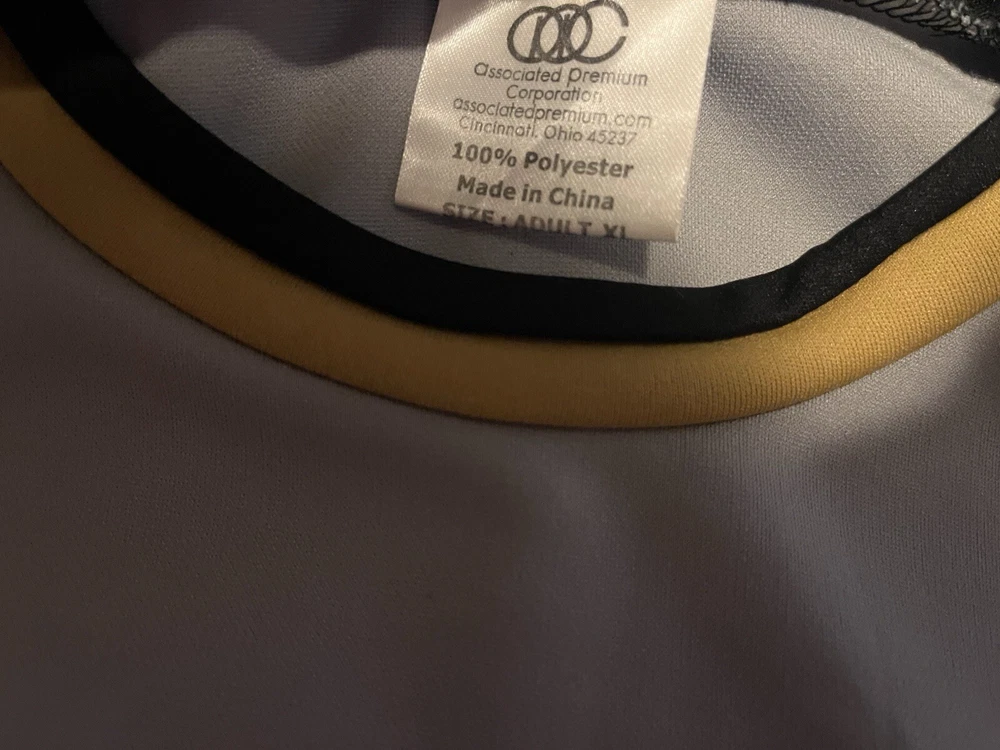 associated premium
Corporation
associatedpremium.com
Cincinnati, Ohio 45237
100% Polyester
Made in China
SIZE : ADULT XL